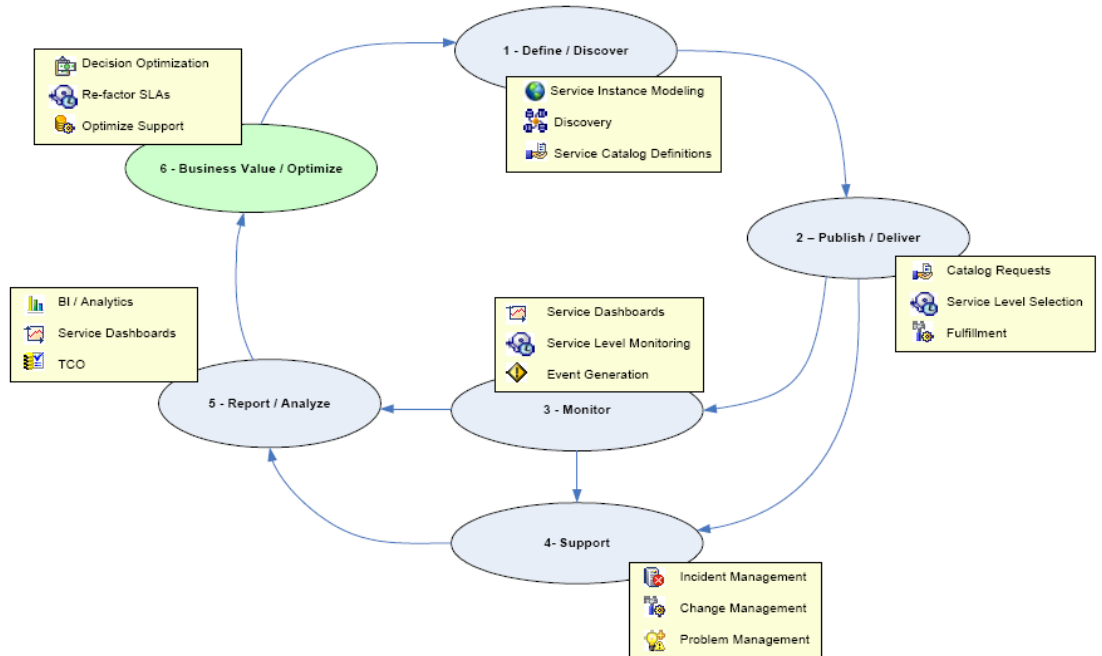 1 - Define / Discover
Service Instance Modeling
Discovery
Service Catalog Definitions
2 – Publish / Deliver
Catalog Requests
Service Level Selection
Fulfillment
Service Dashboards
Service Level Monitoring
Event Generation
3 - Monitor
4- Support
Incident Management
Change Management
Problem Management
BI / Analytics
Service Dashboards
TCO
5 - Report / Analyze
Decision Optimization
Re-factor SLAs
Optimize Support
6 - Business Value / Optimize